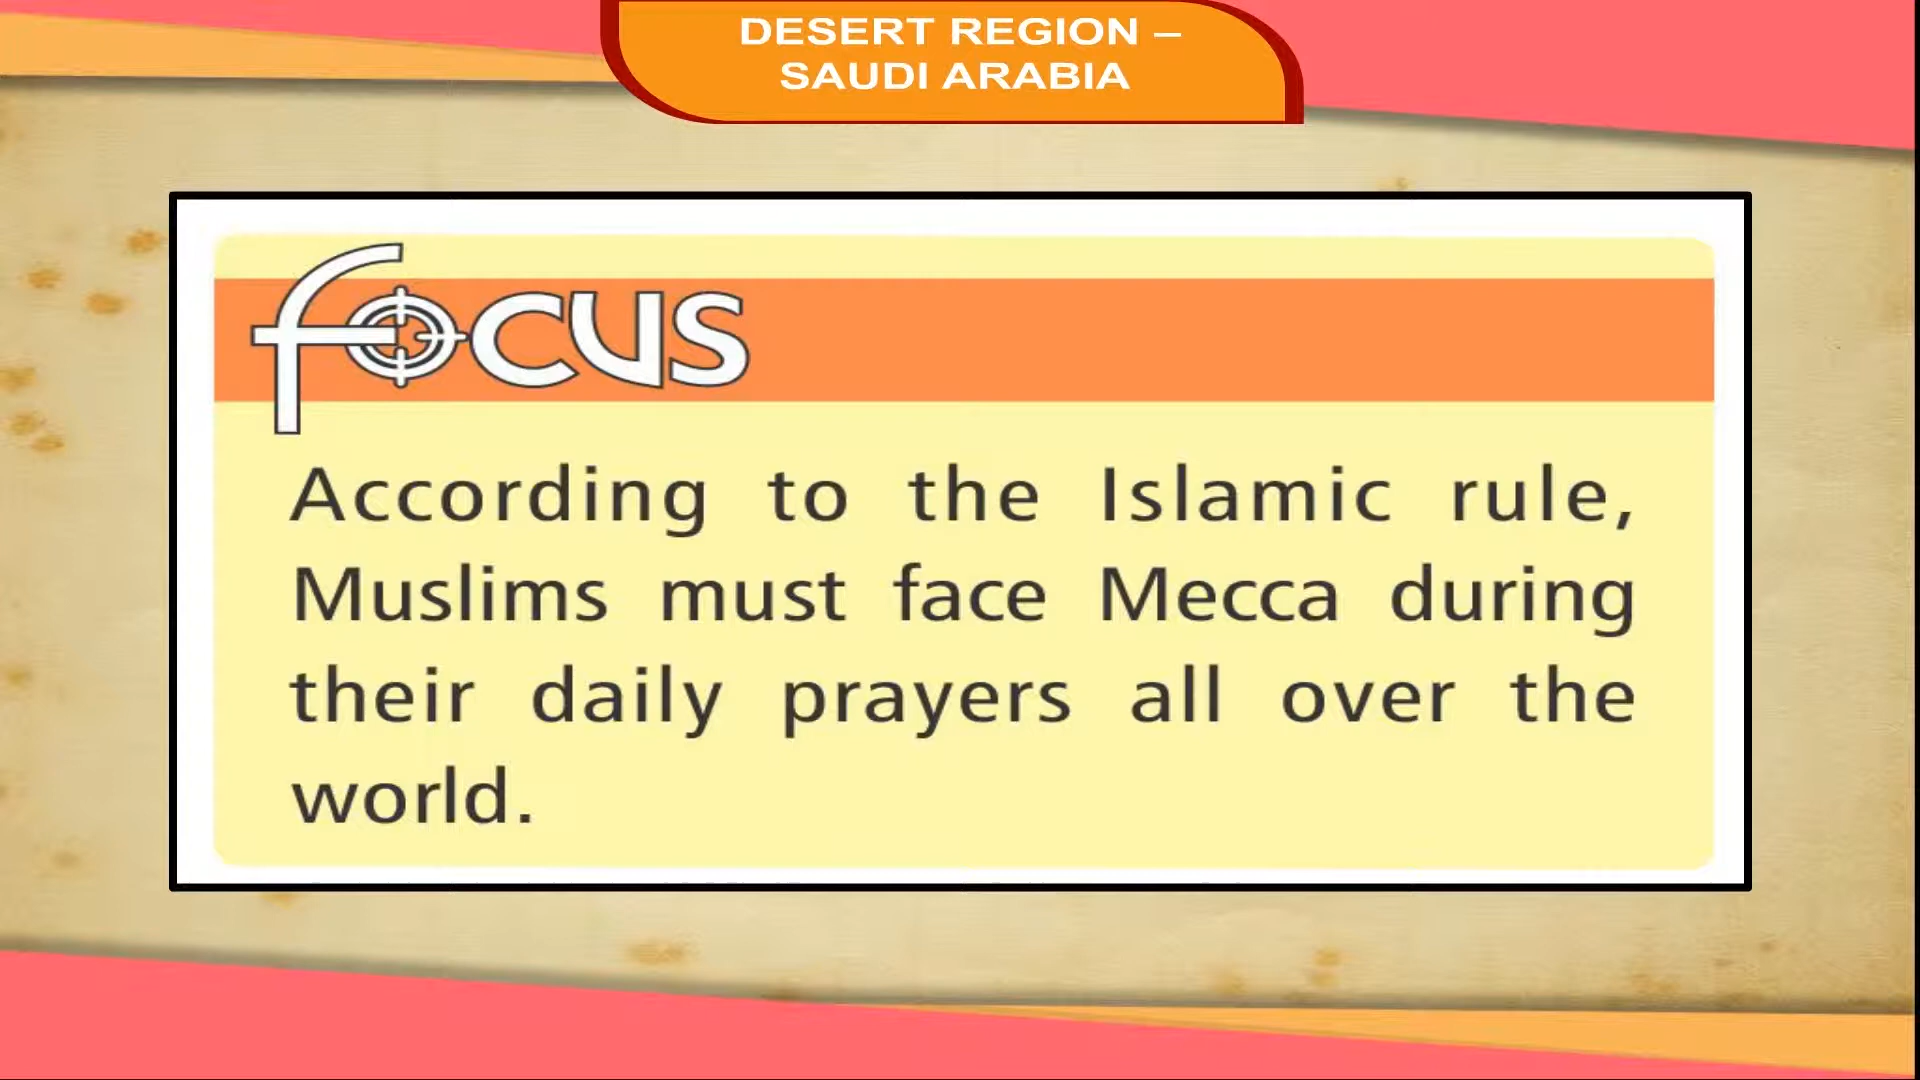 DESERT REGION –
SAUDI ARABIA
focus
According to the Islamic rule,
Muslims must face Mecca during
their daily prayers all over the
world.